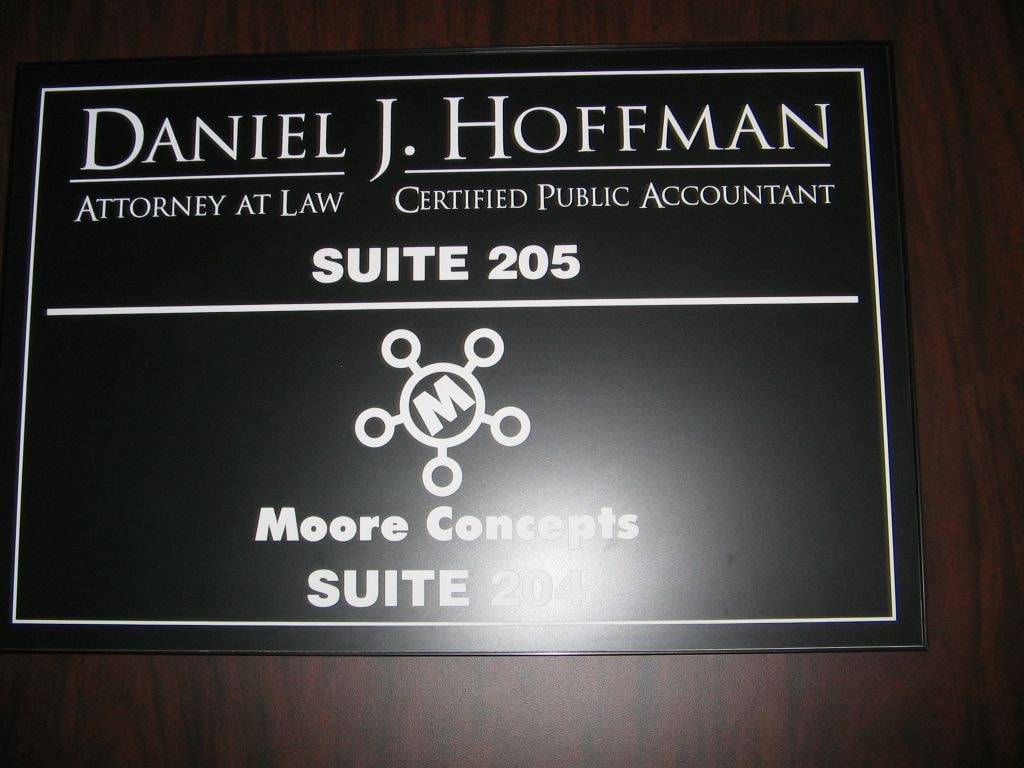 DANIEL J. HOFFMAN
ATTORNEY AT LAW CERTIFIED PUBLIC ACCOUNTANT
SUITE 205
M
Moore Concepts
SUITE 204